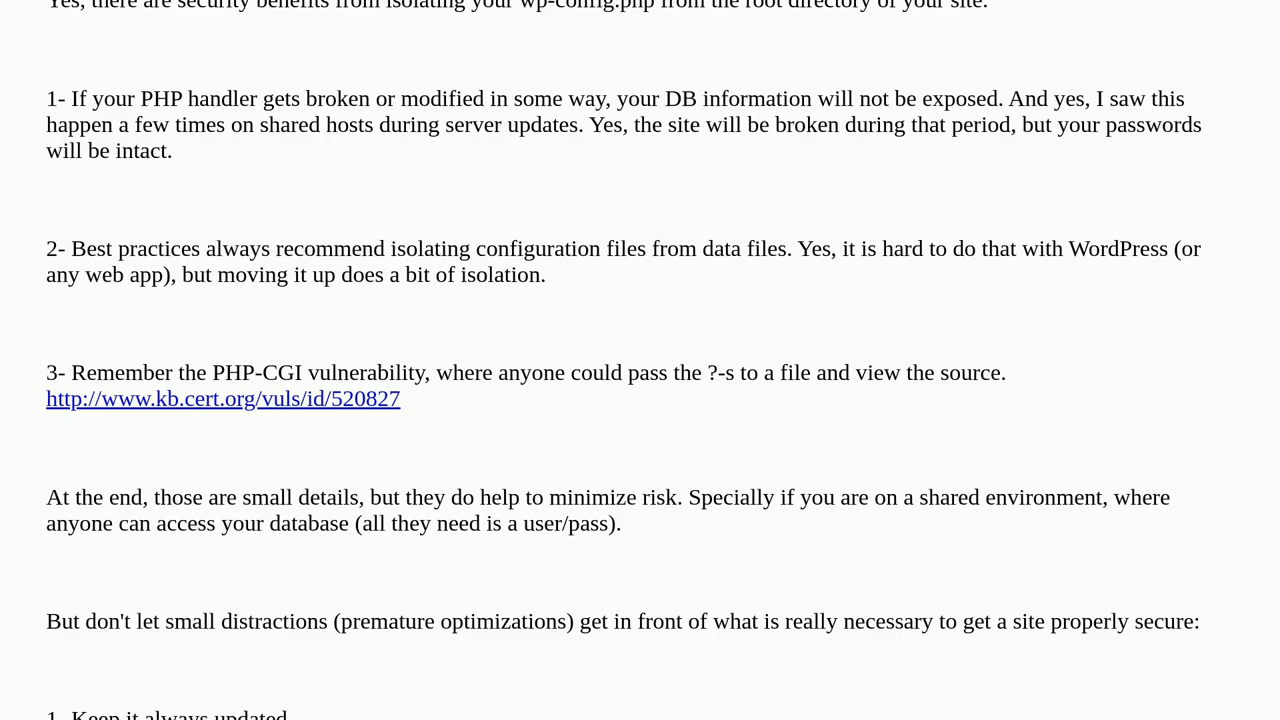 Yes, there are security benefits from isolating your wp-config.php from the root directory of your site.
1- If your PHP handler gets broken or modified in some way, your DB information will not be exposed. And yes, I saw this
happen a few times on shared hosts during server updates. Yes, the site will be broken during that period, but your passwords
will be intact.
2- Best practices always recommend isolating configuration files from data files. Yes, it is hard to do that with WordPress (or
any web app), but moving it up does a bit of isolation.
3- Remember the PHP-CGI vulnerability, where anyone could pass the ?-s to a file and view the source.
http://www.kb.cert.org/vuls/id/520827
At the end, those are small details, but they do help to minimize risk. Specially if you are on a shared environment, where
anyone can access your database (all they need is a user/pass).
But don't let small distractions (premature optimizations) get in front of what is really necessary to get a site properly secure:
1- Keep it always updated